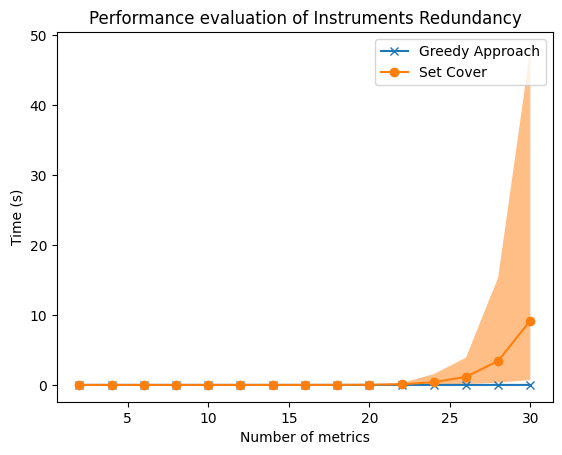 Performance evaluation of Instruments Redundancy
Greedy Approach
Set Cover
Time (s)
50
40
30
20
10
0
5 10 15 20 25 30
Number of metrics